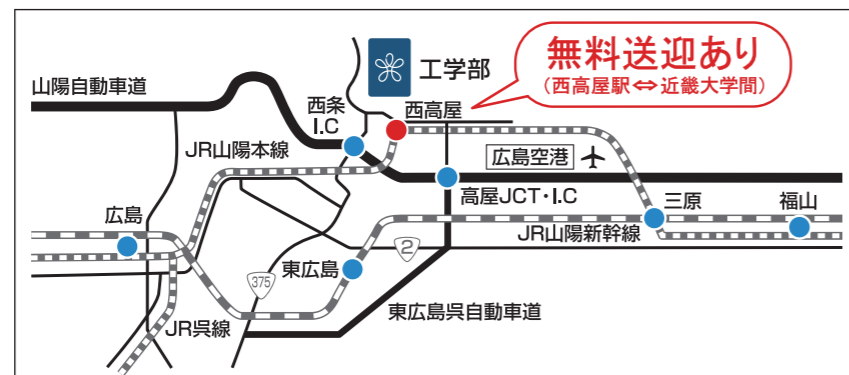 無料送迎あり
(西高屋駅⇔近畿大学間)
工学部
山陽自動車道
西条
I.C
西高屋
JR山陽本線
広島空港
高屋JCT・I.C
三原
福山
広島
JR山陽新幹線
2
東広島
375
東広島呉自動車道
JR呉線